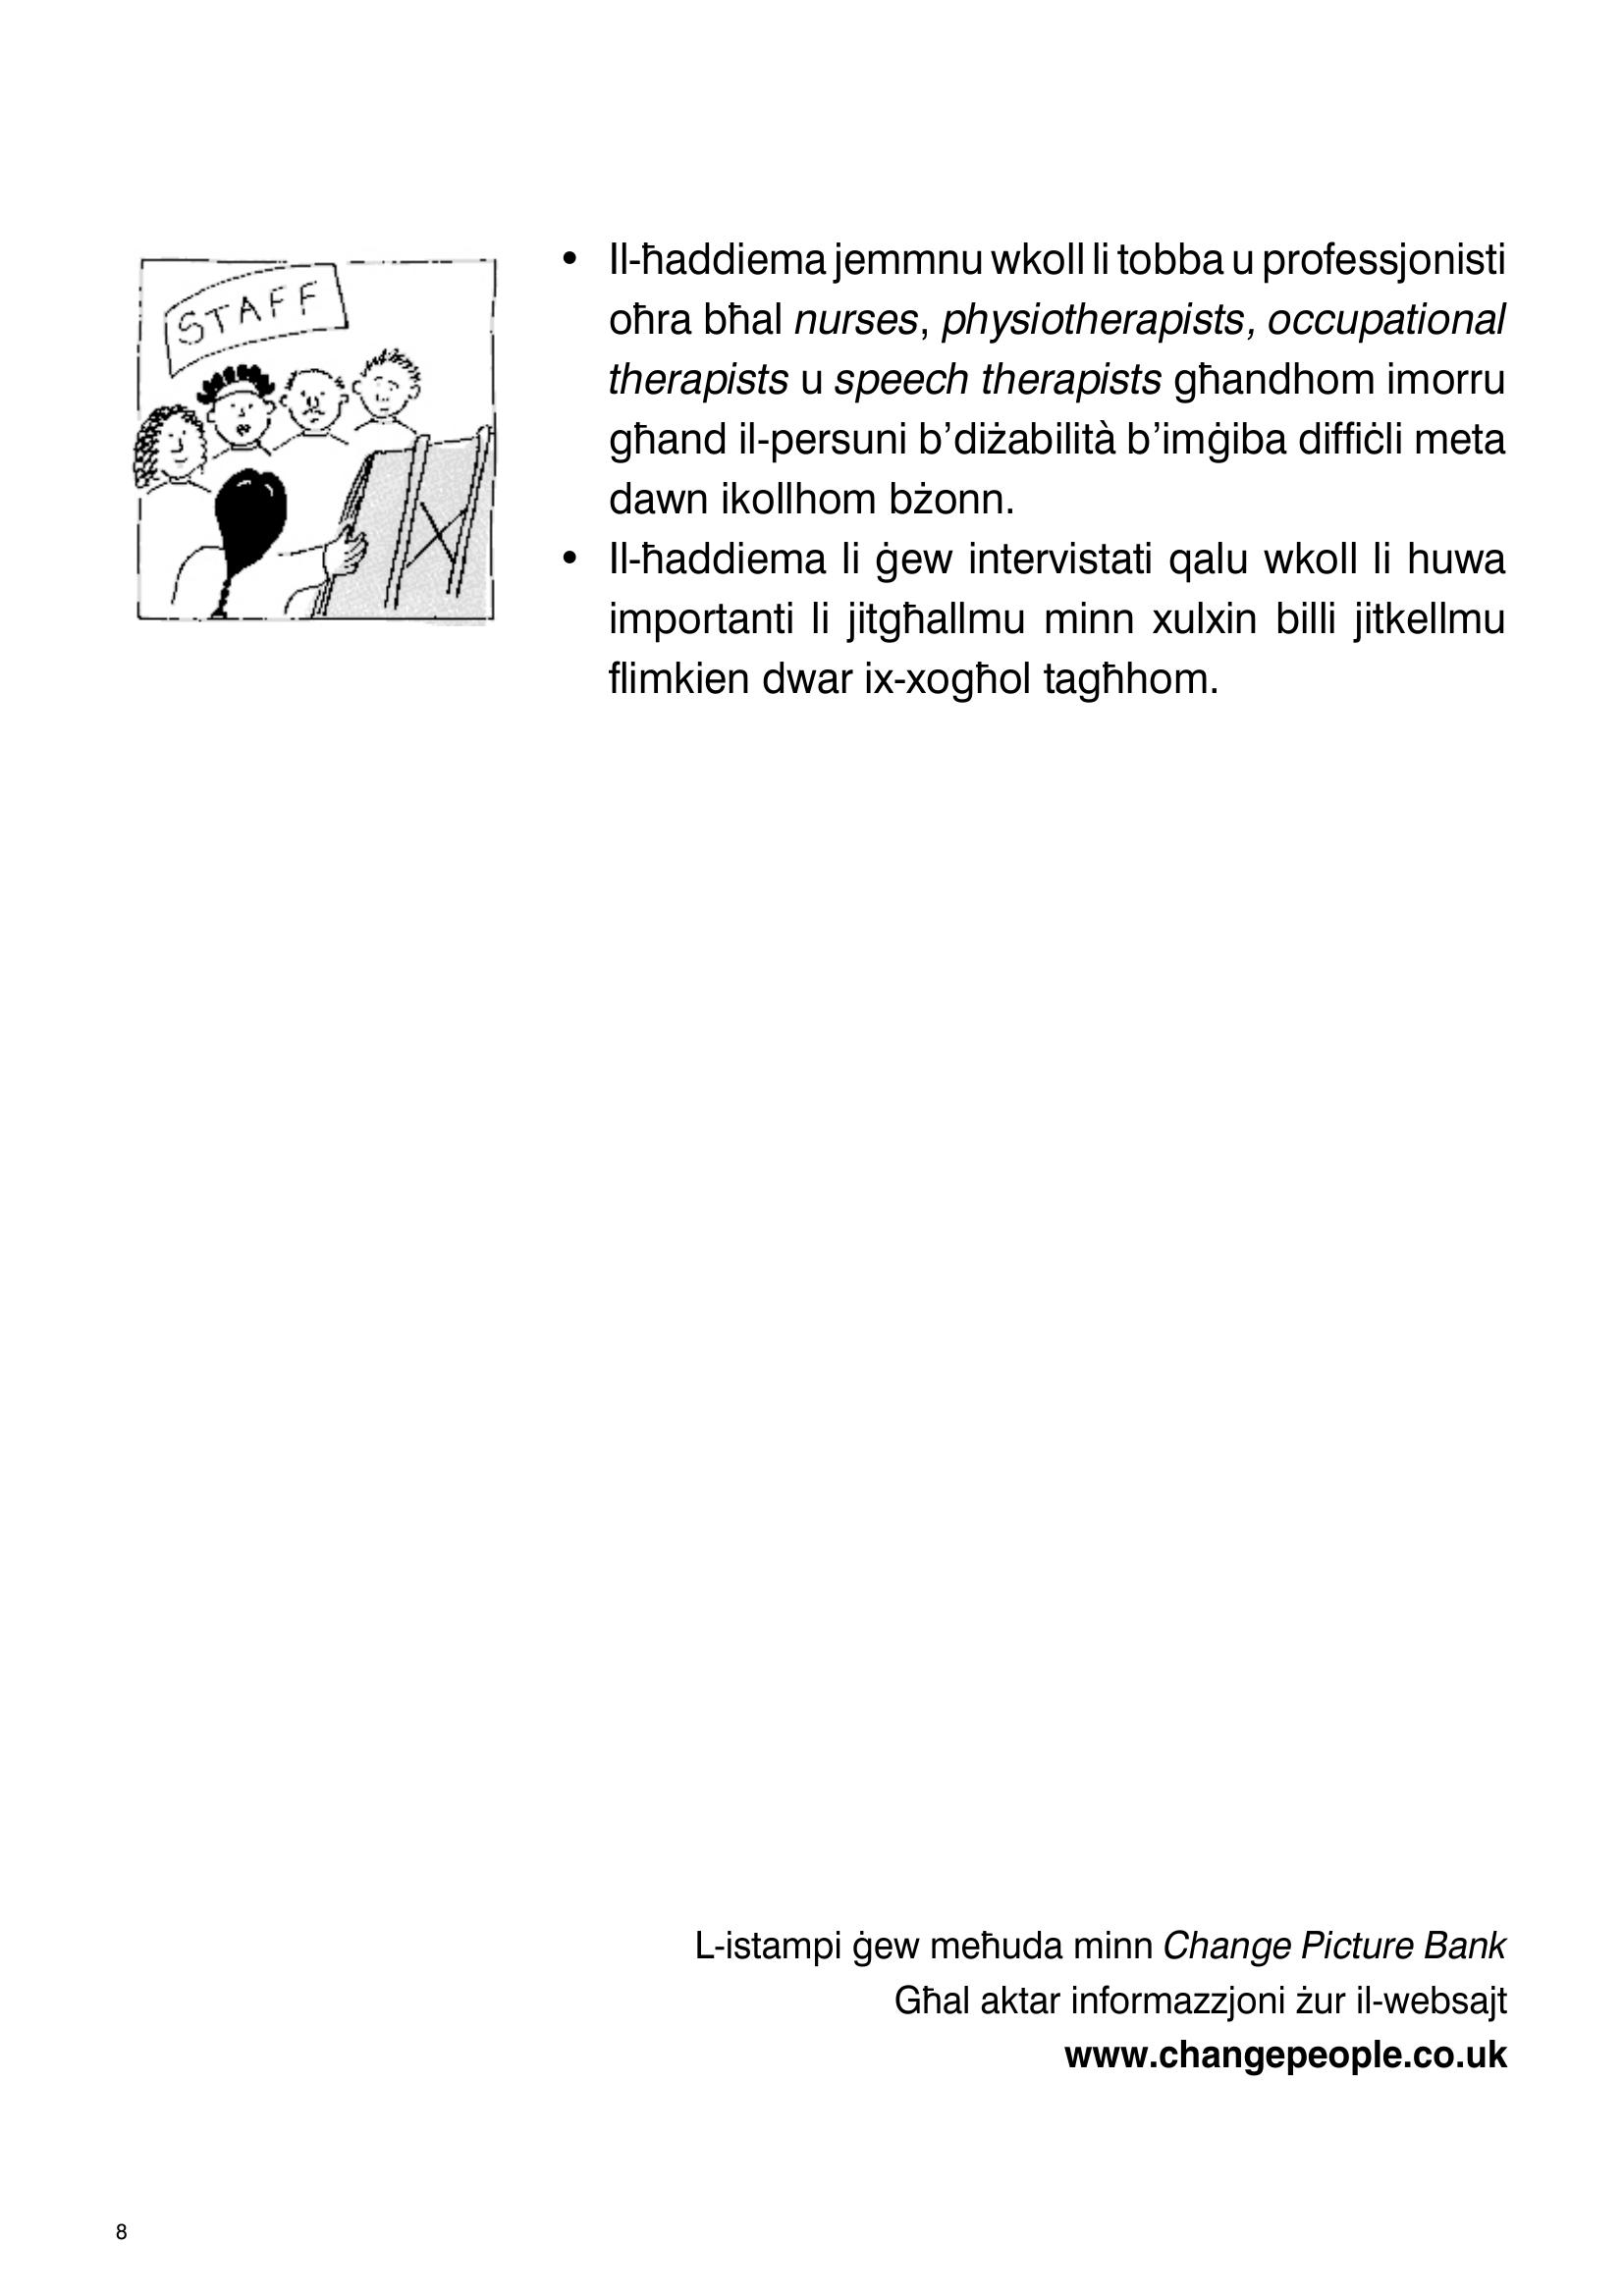 STAFF
• Il-ħaddiema jemmnu wkoll li tobba u professjonisti
oħra bħal nurses, physiotherapists, occupational
therapists u speech therapists għandhom imorru
għand il-persuni b’diżabilità b’imġiba diffiċli meta
dawn ikollhom bżonn.
• Il-ħaddiema li ġew intervistati qalu wkoll li huwa
importanti li jitgħallmu minn xulxin billi jitkellmu
flimkien dwar ix-xogħol tagħhom.
L-istampi ġew meħuda minn Change Picture Bank
Għal aktar informazzjoni żur il-websajt
www.changepeople.co.uk
8